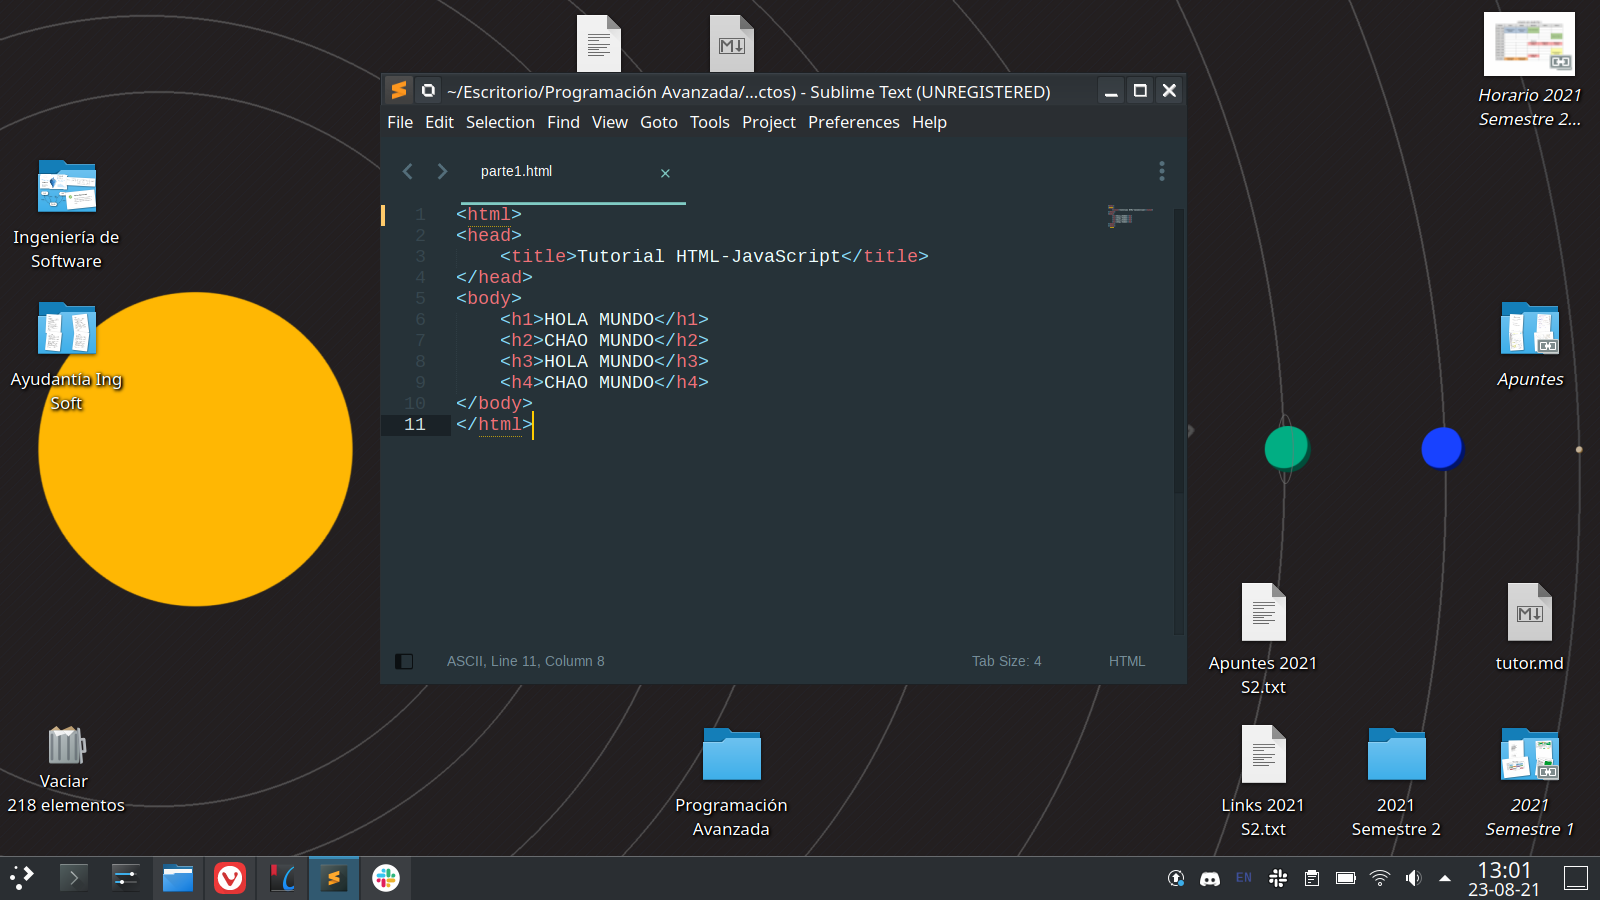 Horario 2021
Semestre 2...
~/Escritorio/Programación Avanzada/...ctos) - Sublime Text (UNREGISTERED)
File Edit Selection Find View Goto Tools Project Preferences Help
parte1.html
1 <html>
2 <head>
3     <title>Tutorial HTML-JavaScript</title>
4 </head>
5 <body>
6     <h1>HOLA MUNDO</h1>
7     <h2>CHAO MUNDO</h2>
8     <h3>HOLA MUNDO</h3>
9     <h4>CHAO MUNDO</h4>
10 </body>
11 </html>
ASCII, Line 11, Column 8 Tab Size: 4 HTML
Ingeniería de
Software
Ayudantía Ing
Soft
Apuntes
Apuntes 2021
S2.txt
tutor.md
Vaciar
218 elementos
Programación
Avanzada
Links 2021
S2.txt
2021
Semestre 2
2021
Semestre 1
EN
13:01
23-08-21